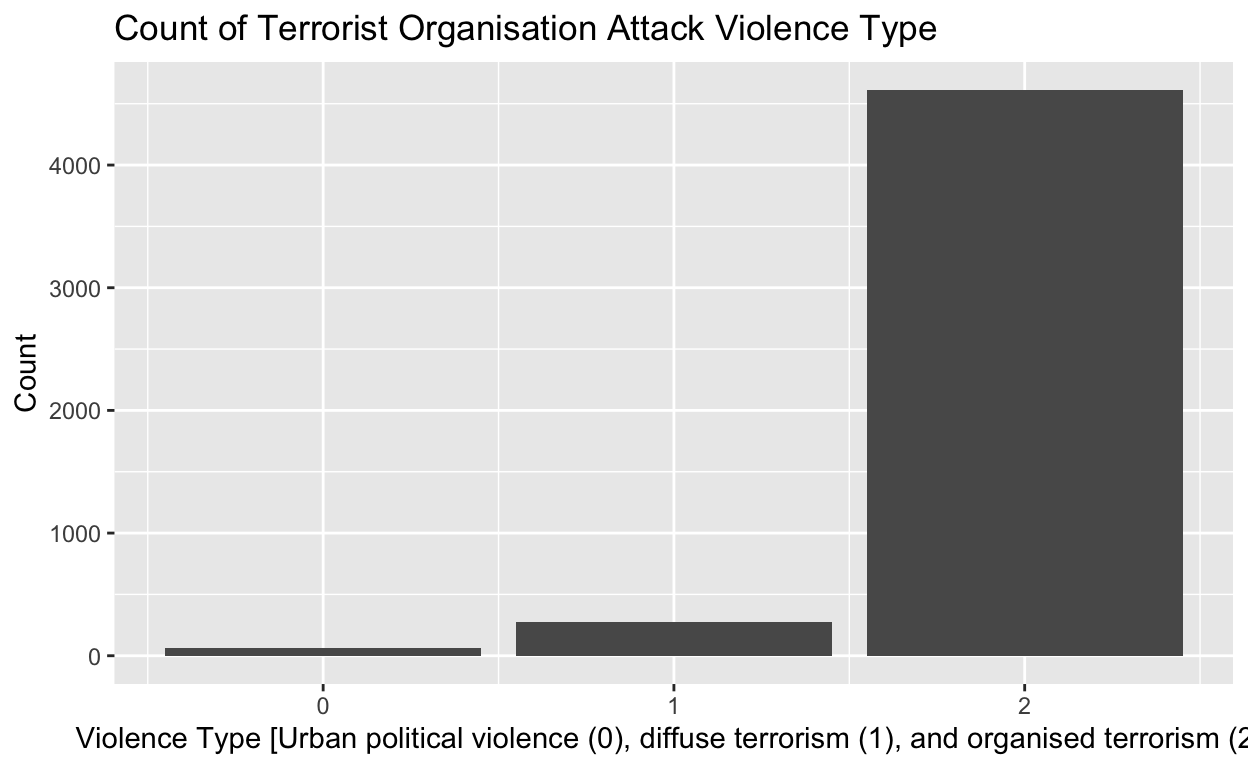 Count of Terrorist Organisation Attack Violence Type
4000
3000
2000
1000
0
Count
0 1 2
Violence Type [Urban political violence (0), diffuse terrorism (1), and organised terrorism (2